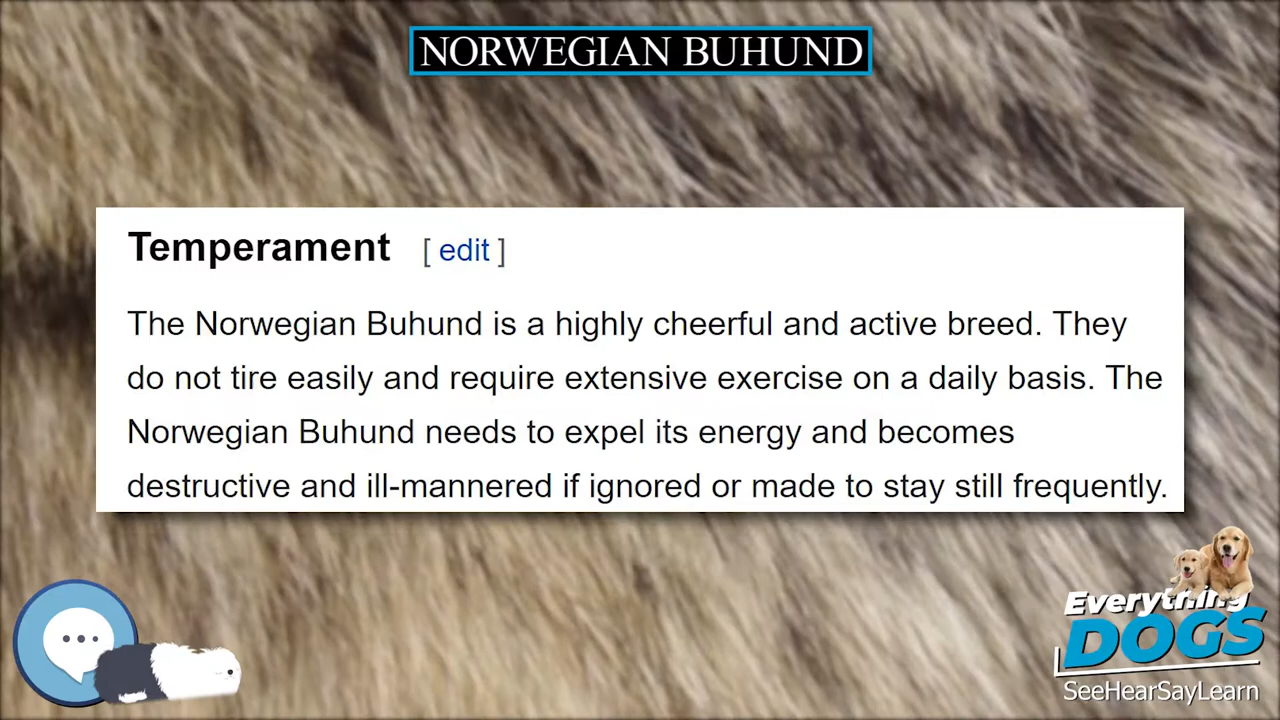 NORWEGIAN BUHUND
Temperament [ edit ]
The Norwegian Buhund is a highly cheerful and active breed. They
do not tire easily and require extensive exercise on a daily basis. The
Norwegian Buhund needs to expel its energy and becomes
destructive and ill-mannered if ignored or made to stay still frequently.
Everything
DOGS
SeeHearSayLearn